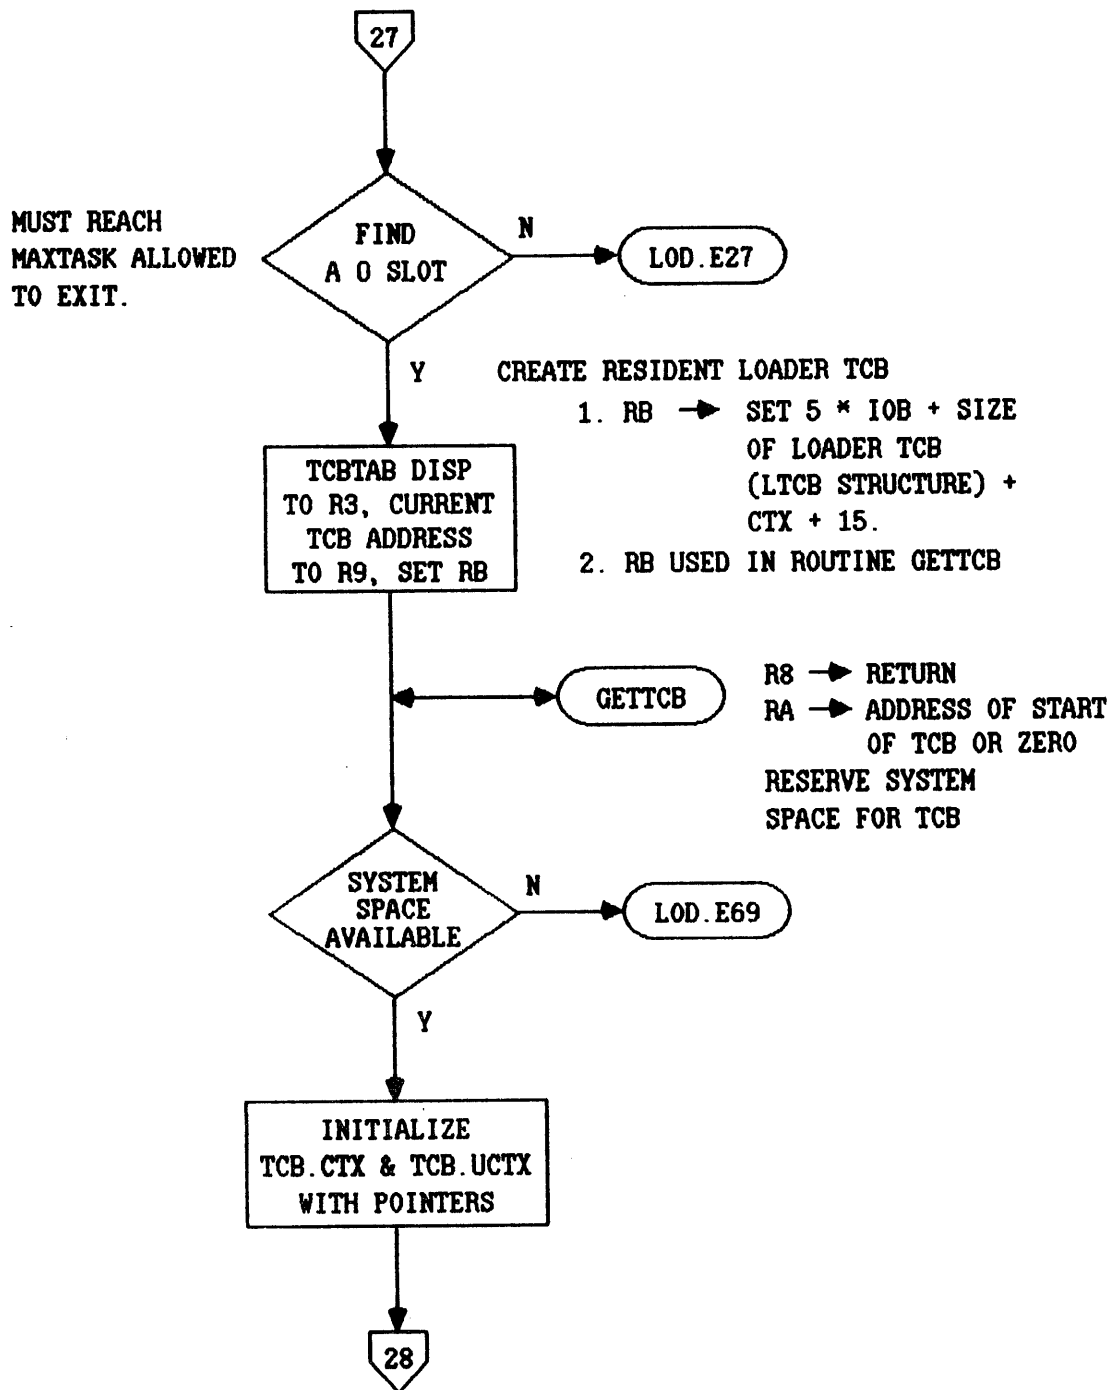 27
MUST REACH
MAXTASK ALLOWED
TO EXIT.
FIND
A 0 SLOT
N
LOD.E27
Y
CREATE RESIDENT LOADER TCB
1. RB → SET 5 * IOB + SIZE
OF LOADER TCB
(LTCB STRUCTURE) +
CTX + 15.
2. RB USED IN ROUTINE GETTCB
TCBTAB DISP
TO R3, CURRENT
TCB ADDRESS
TO R9, SET RB
GETTCB
R8 → RETURN
RA → ADDRESS OF START
OF TCB OR ZERO
RESERVE SYSTEM
SPACE FOR TCB
SYSTEM
SPACE
AVAILABLE
N
LOD.E69
Y
INITIALIZE
TCB.CTX & TCB.UCTX
WITH POINTERS
28